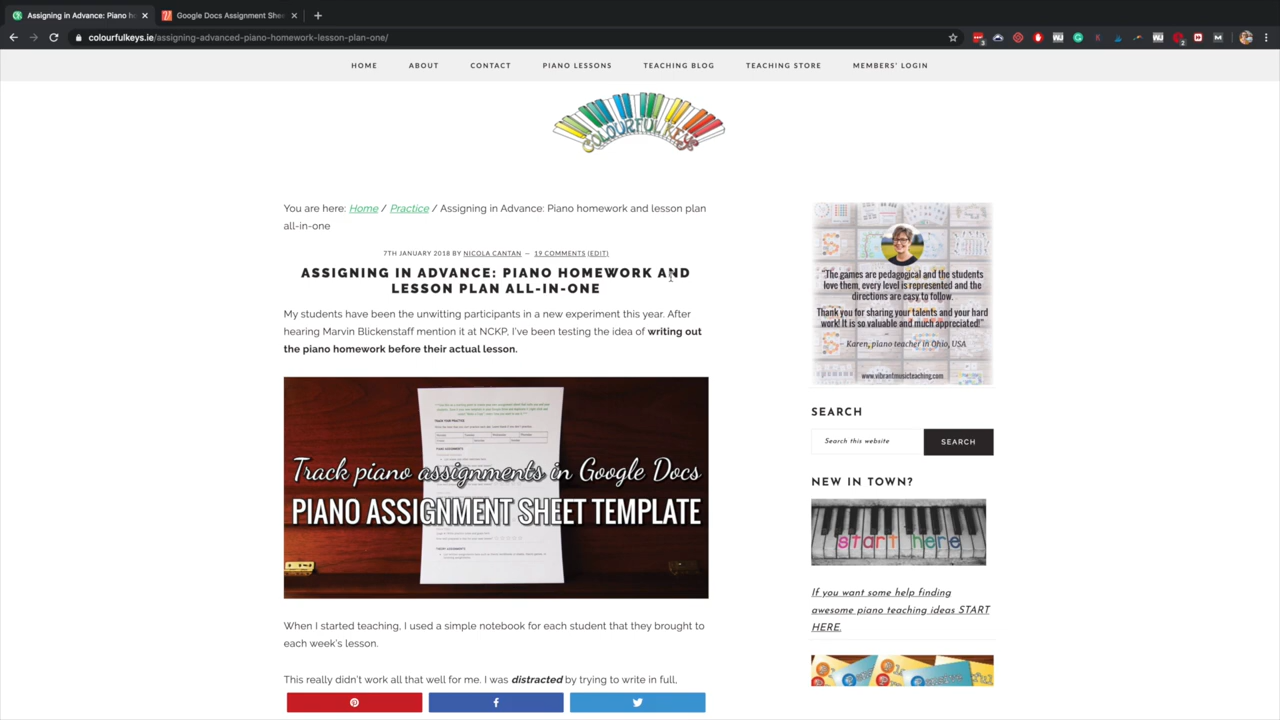 Assigning in Advance: Piano ho
Google Docs Assignment Shee
colourfulkeys.ie/assigning-advanced-piano-homework-lesson-plan-one/
HOME ABOUT CONTACT PIANO LESSONS TEACHING BLOG TEACHING STORE MEMBERS' LOGIN
COLOURFUL KEYS
You are here: Home / Practice / Assigning in Advance: Piano homework and lesson plan
all-in-one
7TH JANUARY 2018 BY NICOLA CANTAN — 19 COMMENTS (EDIT)
ASSIGNING IN ADVANCE: PIANO HOMEWORK AND
LESSON PLAN ALL-IN-ONE
My students have been the unwitting participants in a new experiment this year. After
hearing Marvin Blickenstaff mention it at NCKP, I've been testing the idea of writing out
the piano homework before their actual lesson.
Track piano assignments in Google Docs
PIANO ASSIGNMENT SHEET TEMPLATE
When I started teaching, I used a simple notebook for each student that they brought to
each week's lesson.
This really didn't work all that well for me. I was distracted by trying to write in full,
"The games are pedagogical and the students
love them, every level is represented and the
directions are easy to follow.
Thank you for sharing your talents and your hard
work! It is so valuable and much appreciated!"
- Karen, piano teacher in Ohio, USA
www.vibrantmusicteaching.com
SEARCH
Search this website
SEARCH
NEW IN TOWN?
start here
If you want some help finding
awesome piano teaching ideas START
HERE.